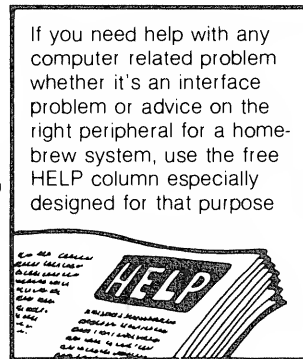 If you need help with any
computer related problem
whether it's an interface
problem or advice on the
right peripheral for a home-
brew system, use the free
HELP column especially
designed for that purpose
HELP